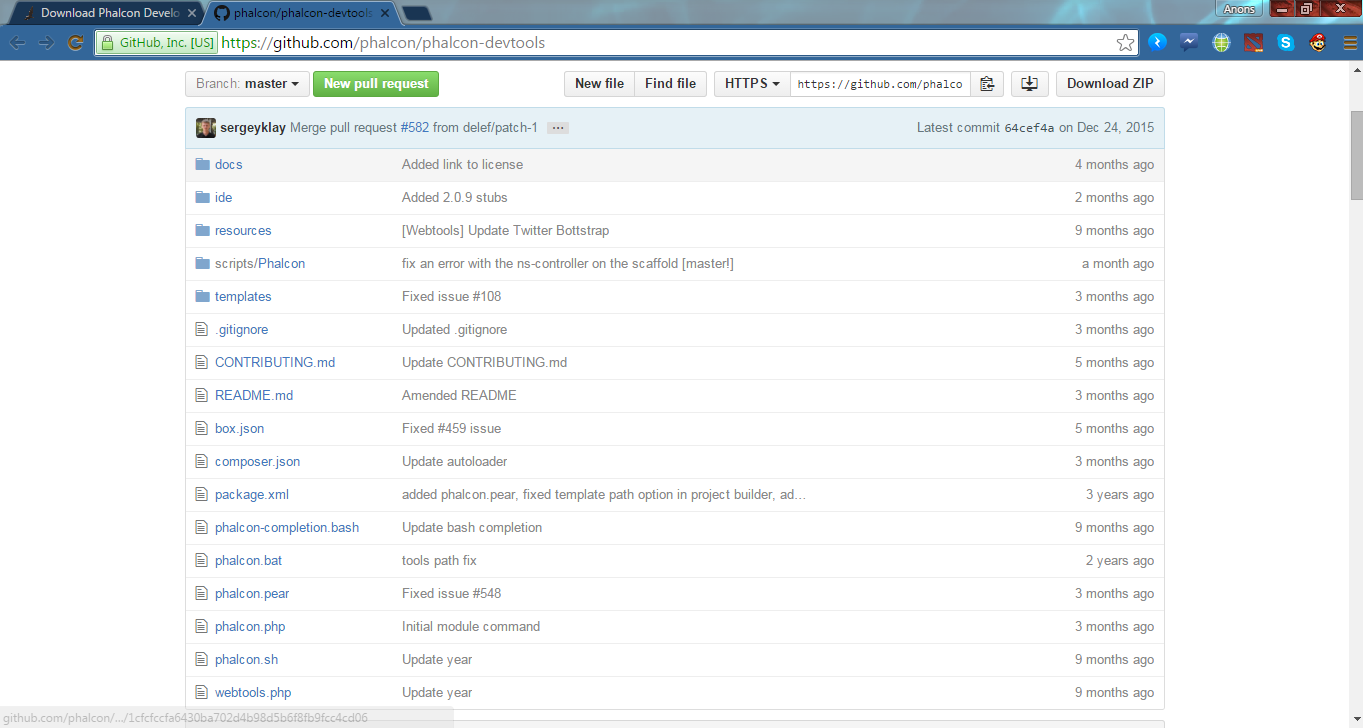 Download Phalcon Develo
phalcon/phalcon-devtools
Anons
GitHub, Inc. [US] https://github.com/phalcon/phalcon-devtools
Branch: master New pull request New file Find file HTTPS https://github.com/phalco Download ZIP
sergeyklay Merge pull request #582 from delef/patch-1 ... Latest commit 64cef4a on Dec 24, 2015
docs Added link to license 4 months ago
ide Added 2.0.9 stubs 2 months ago
resources [Webtools] Update Twitter Bottstrap 9 months ago
scripts/Phalcon fix an error with the ns-controller on the scaffold [master!] a month ago
templates Fixed issue #108 3 months ago
.gitignore Updated .gitignore 3 months ago
CONTRIBUTING.md Update CONTRIBUTING.md 5 months ago
README.md Amended README 3 months ago
box.json Fixed #459 issue 5 months ago
composer.json Update autoloader 3 months ago
package.xml added phalcon.pear, fixed template path option in project builder, ad... 3 years ago
phalcon-completion.bash Update bash completion 9 months ago
phalcon.bat tools path fix 2 years ago
phalcon.pear Fixed issue #548 3 months ago
phalcon.php Initial module command 3 months ago
phalcon.sh Update year 9 months ago
webtools.php Update year 9 months ago
github.com/phalcon/.../1cfcfccfa6430ba702d4b98d5b6f8fb9fcc4cd06